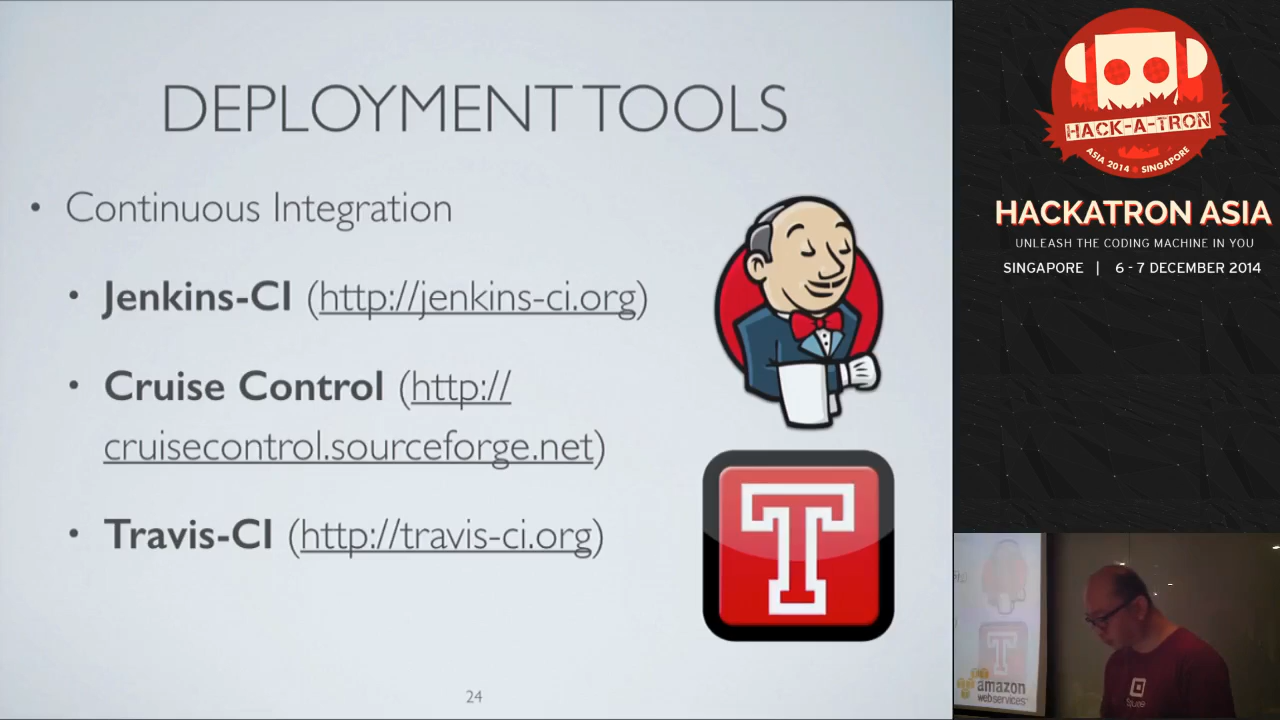 DEPLOYMENT TOOLS
• Continuous Integration
• Jenkins-CI (http://jenkins-ci.org)
• Cruise Control (http://
cruisecontrol.sourceforge.net)
• Travis-CI (http://travis-ci.org)
T
24
HACK-A-TRON
ASIA 2014 SINGAPORE
HACKATRON ASIA
UNLEASH THE CODING MACHINE IN YOU
SINGAPORE | 6 - 7 DECEMBER 2014
T
amazon
webservices